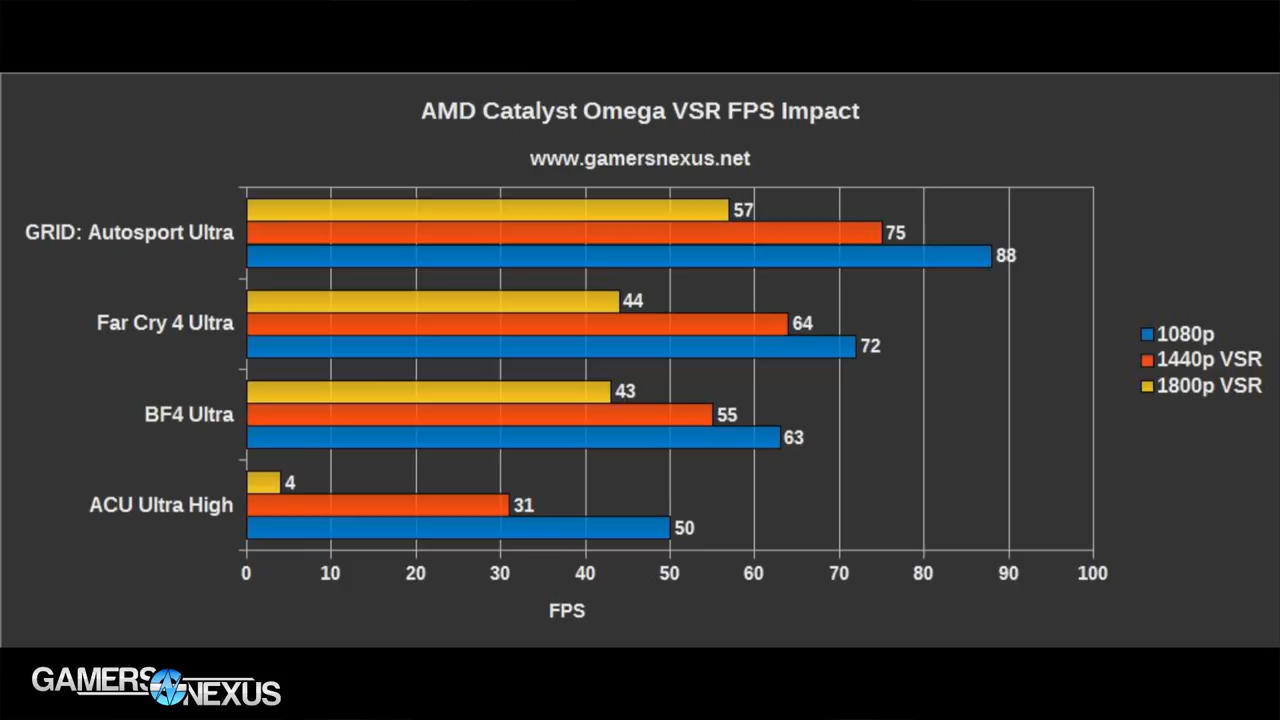 AMD Catalyst Omega VSR FPS Impact
www.gamersnexus.net
GRID: Autosport Ultra
57
75
88
Far Cry 4 Ultra
44
64
72
BF4 Ultra
43
55
63
ACU Ultra High
4
31
50
0 10 20 30 40 50 60 70 80 90 100
FPS
1080p
1440p VSR
1800p VSR
GAMERS NEXUS